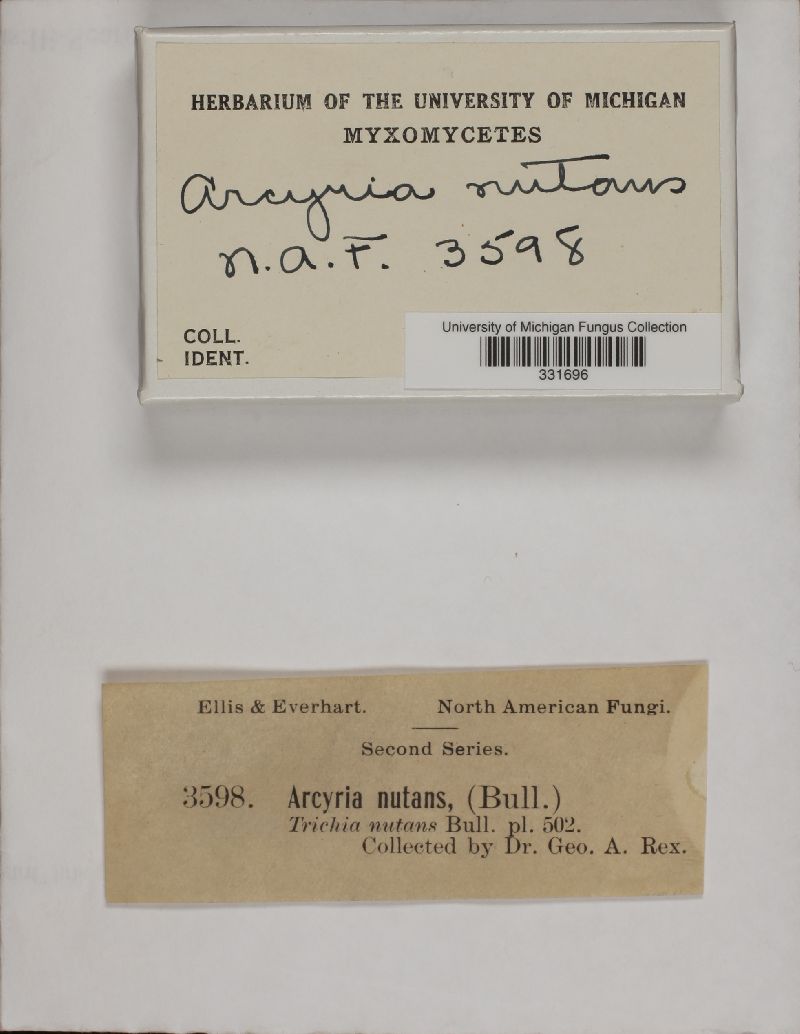 HERBARIUM OF THE UNIVERSITY OF MICHIGAN
MYXOMYCETES
Arcyria nutans
N.A.F. 3598
COLL.
IDENT.
University of Michigan Fungus Collection
331696
Ellis & Everhart. North American Fungi.
Second Series.
3598. Arcyria nutans, (Bull.)
Trichia nutans Bull. pl. 502.
Collected by Dr. Geo. A. Rex.